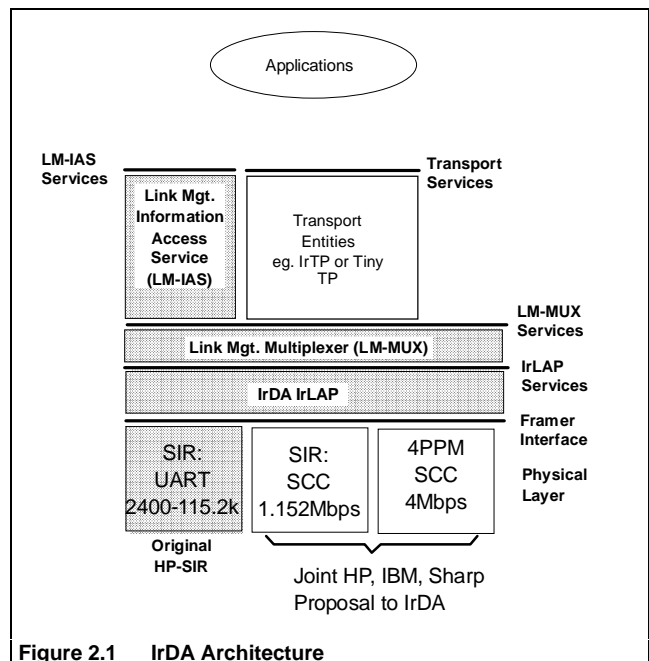 Applications
LM-IAS
Services
Transport
Services
Link Mgt.
Information
Access
Service
(LM-IAS)
Transport
Entities
eg. IrTP or Tiny
TP
LM-MUX
Services
Link Mgt. Multiplexer (LM-MUX)
IrLAP
Services
IrDA IrLAP
Framer
Interface
SIR:
UART
2400-115.2k
SIR:
SCC
1.152Mbps
4PPM
SCC
4Mbps
Physical
Layer
Original
HP-SIR
Joint HP, IBM, Sharp
Proposal to IrDA
Figure 2.1 IrDA Architecture